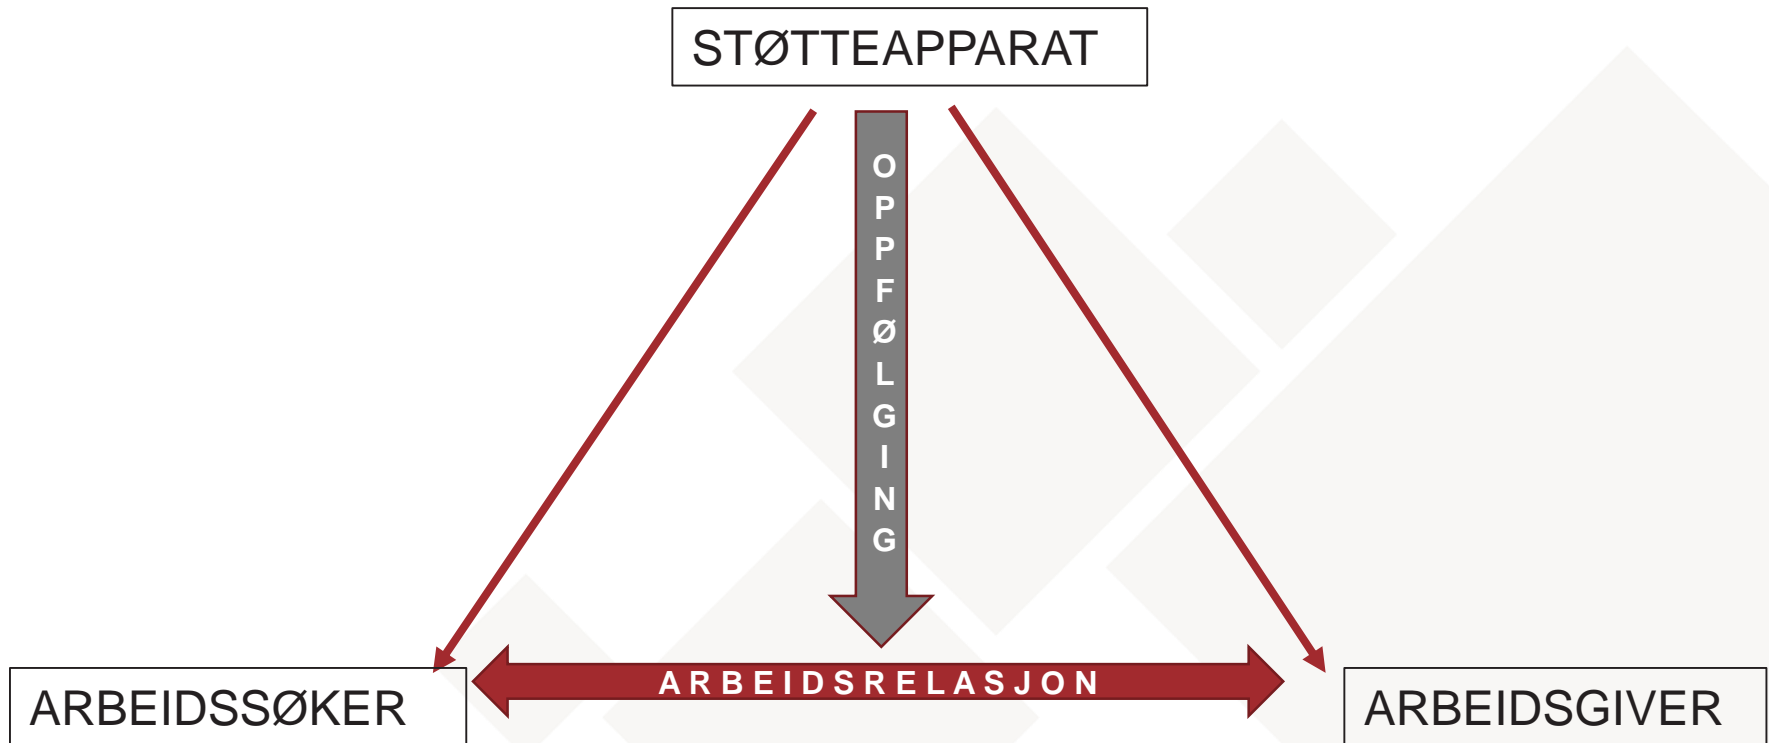 STØTTEAPPARAT
OPPFØLGING
ARBEIDSRELASJON
ARBEIDSSØKER
ARBEIDSGIVER